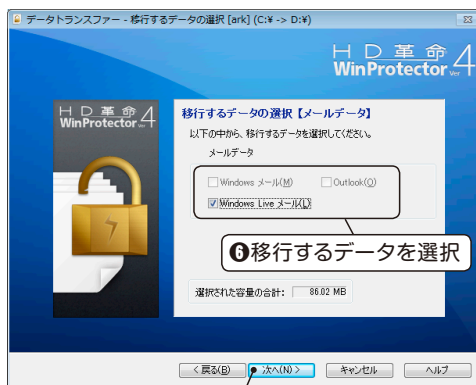 データトランスファー - 移行するデータの選択 [ark] (C:¥ -> D:¥)
HD革命
WinProtector Ver 4
HD革命
WinProtector Ver 4
移行するデータの選択【メールデータ】
以下の中から、移行するデータを選択してください。
メールデータ
Windows メール(M) Outlook(O)
Windows Live メール(L)
❻移行するデータを選択
選択された容量の合計： 86.02 MB
< 戻る(B) 次へ(N) > キャンセル ヘルプ